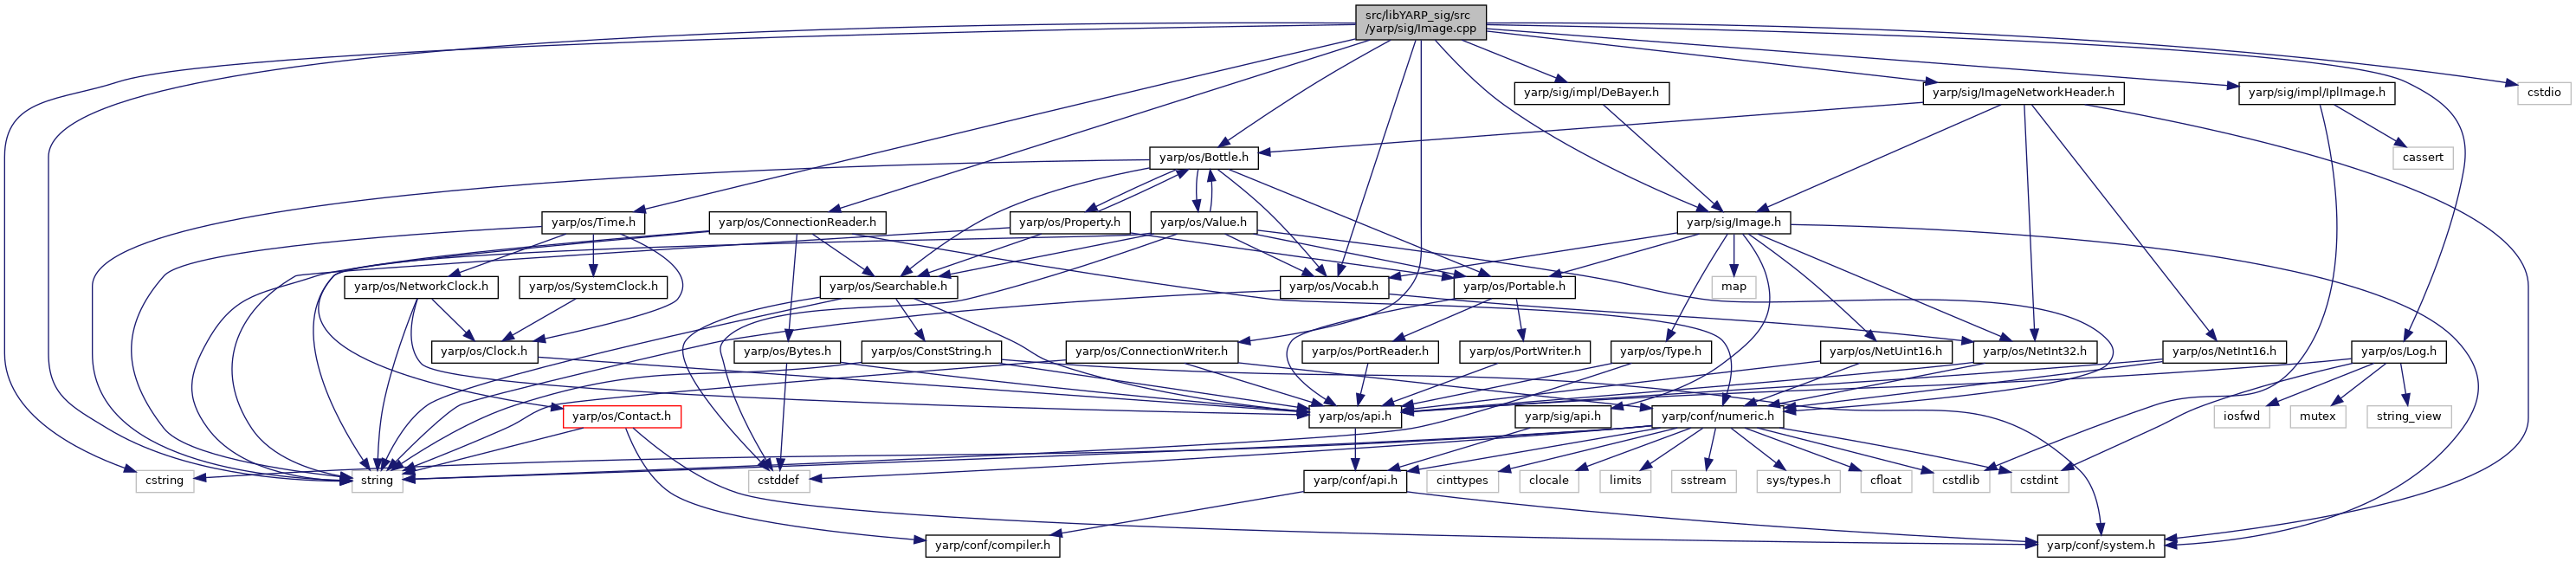 src/libYARP_sig/src
/yarp/sig/Image.cpp
yarp/sig/impl/DeBayer.h
yarp/sig/ImageNetworkHeader.h
yarp/sig/impl/IplImage.h
cstdio
yarp/os/Bottle.h
cassert
yarp/os/Time.h
yarp/os/ConnectionReader.h
yarp/os/Property.h
yarp/os/Value.h
yarp/sig/Image.h
yarp/os/NetworkClock.h
yarp/os/SystemClock.h
yarp/os/Searchable.h
yarp/os/Vocab.h
yarp/os/Portable.h
map
yarp/os/Clock.h
yarp/os/Bytes.h
yarp/os/ConstString.h
yarp/os/ConnectionWriter.h
yarp/os/PortReader.h
yarp/os/PortWriter.h
yarp/os/Type.h
yarp/os/NetUint16.h
yarp/os/NetInt32.h
yarp/os/NetInt16.h
yarp/os/Log.h
yarp/os/Contact.h
yarp/os/api.h
yarp/sig/api.h
yarp/conf/numeric.h
iosfwd
mutex
string_view
cstring
string
cstddef
yarp/conf/api.h
cinttypes
clocale
limits
sstream
sys/types.h
cfloat
cstdlib
cstdint
yarp/conf/compiler.h
yarp/conf/system.h